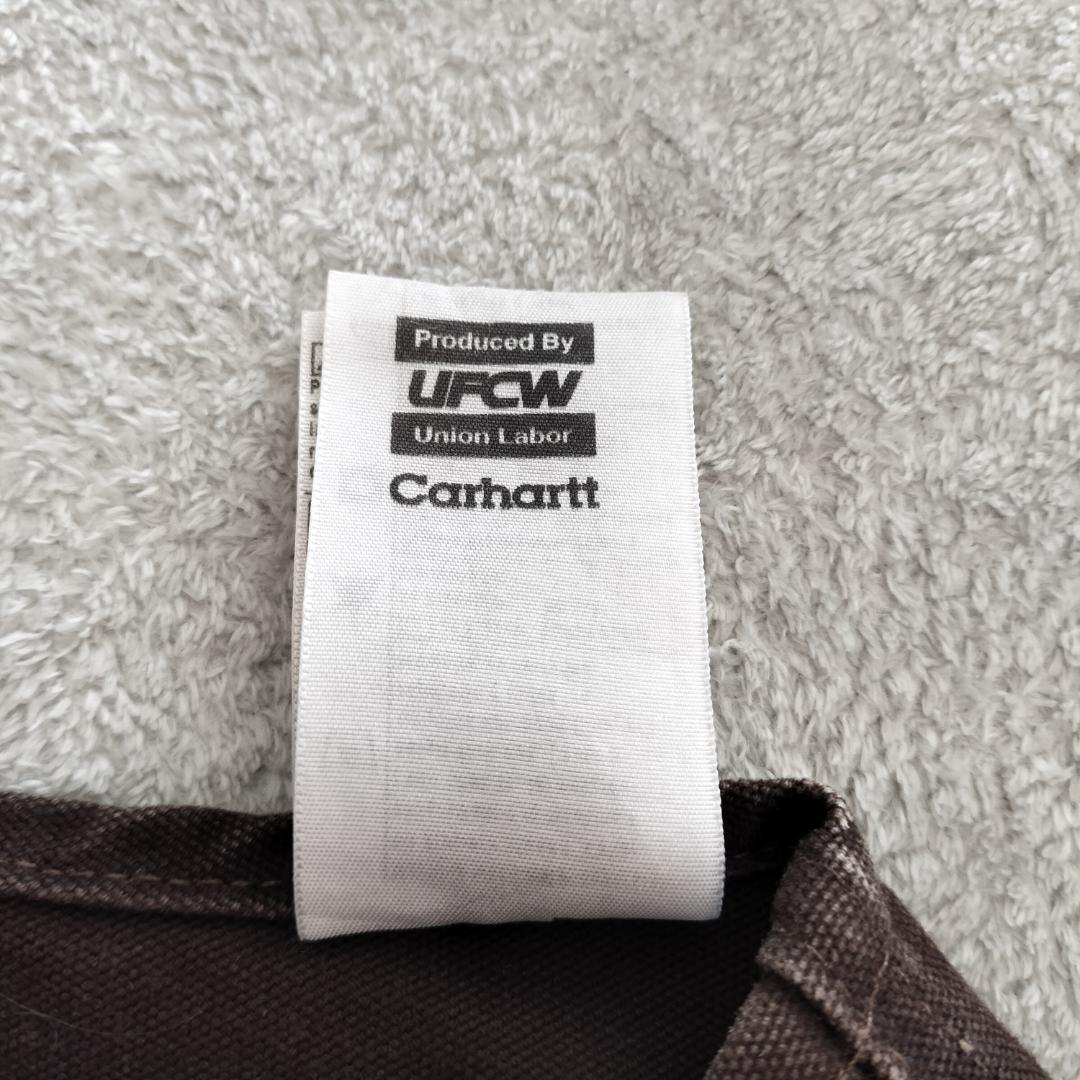 Produced By
UFCW
Union Labor
Carhartt